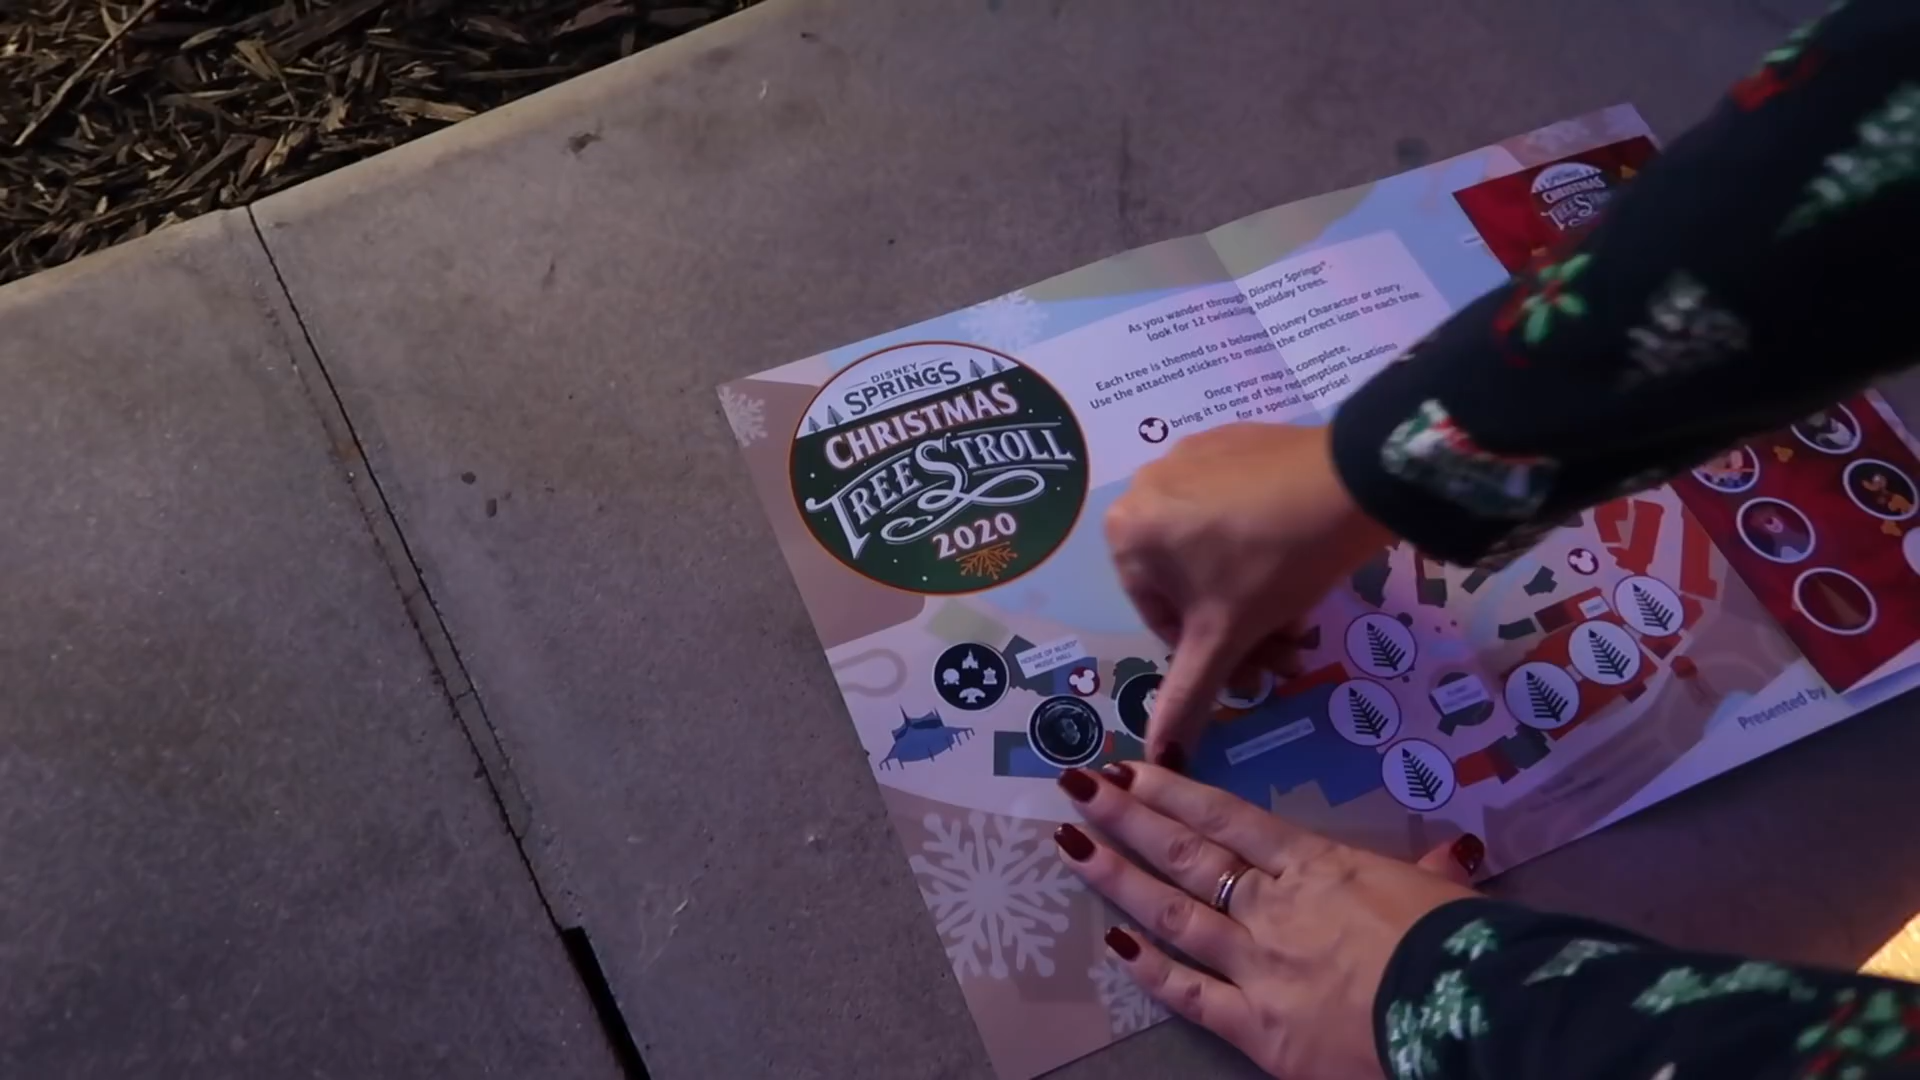 DISNEY
SPRINGS
CHRISTMAS
TREE STROLL
2020
As you wander through Disney Springs®,
look for 12 twinkling holiday trees.
Each tree is themed to a beloved Disney Character or story.
Use the attached stickers to match the correct icon to each tree.
Once your map is complete,
bring it to one of the redemption locations
for a special surprise!
SPRINGS
CHRISTMAS
HOUSE OF BLUES®
MUSIC HALL
Presented by